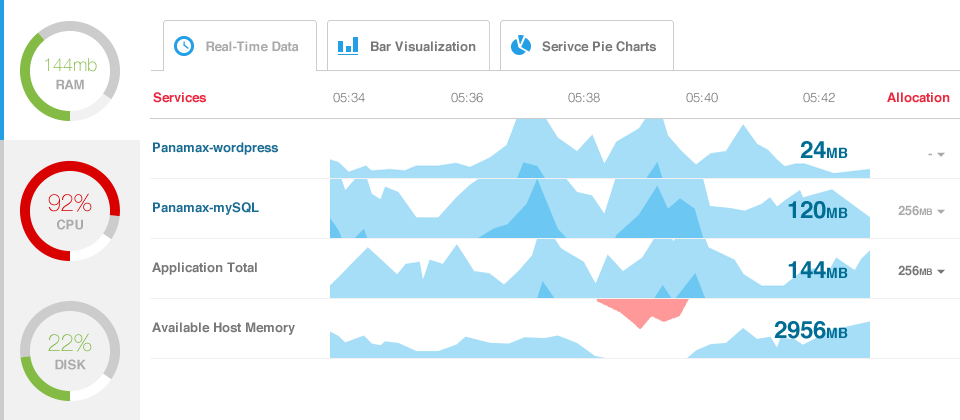 144mb
RAM
92%
CPU
22%
DISK
Real-Time Data Bar Visualization Serivce Pie Charts
Services 05:34 05:36 05:38 05:40 05:42 Allocation
Panamax-wordpress 24MB -
Panamax-mySQL 120MB 256MB
Application Total 144MB 256MB
Available Host Memory 2956MB